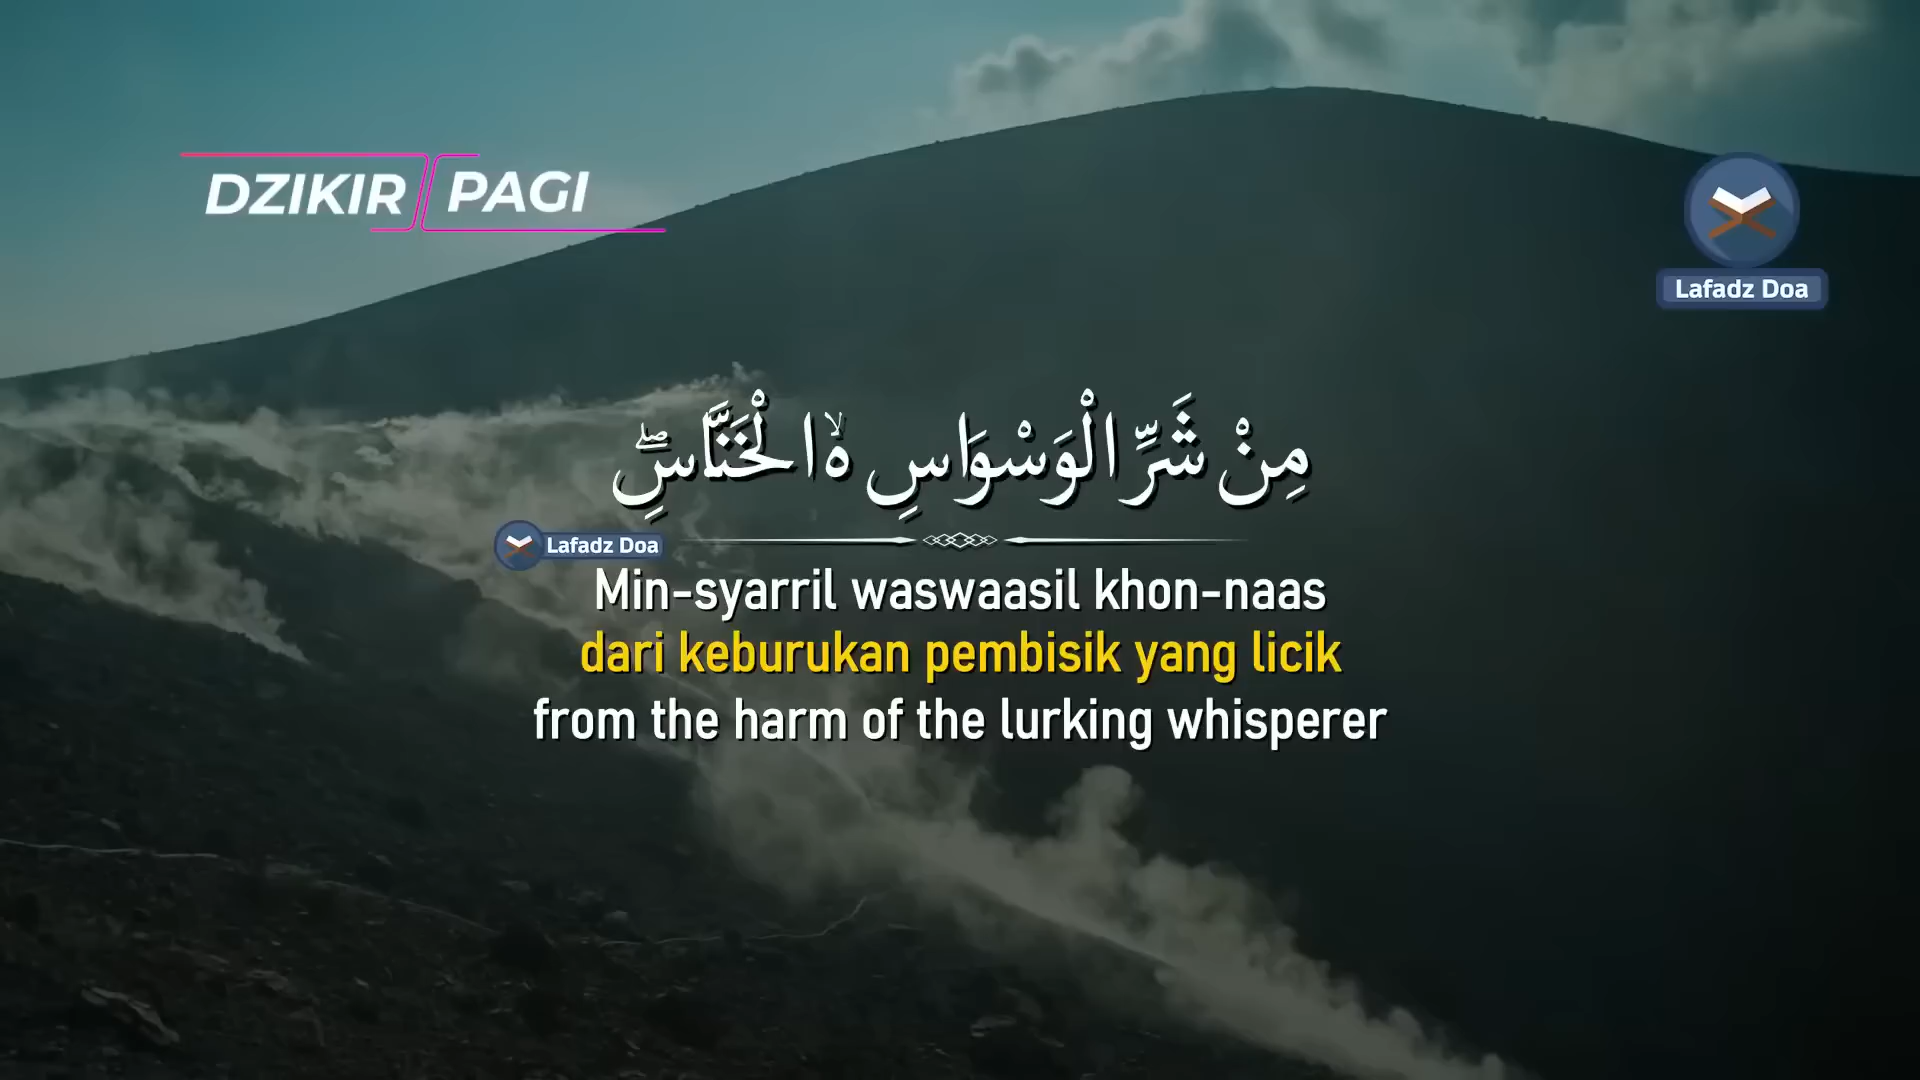 DZIKIR PAGI
Lafadz Doa
مِنْ شَرِّ الْوَسْوَاسِ ەۙ الْخَنَّاسِۖ
Lafadz Doa
Min-syarril waswaasil khon-naas
dari keburukan pembisik yang licik
from the harm of the lurking whisperer